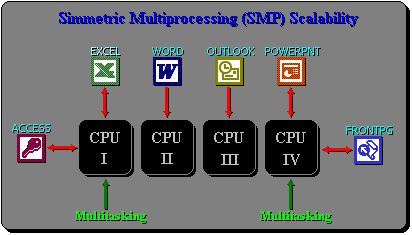 Simmetric Multiprocessing (SMP) Scalability
EXCEL WORD OUTLOOK POWERPNT
W
ACCESS FRONTPG
CPU CPU CPU CPU
I II III IV
Multitasking Multitasking